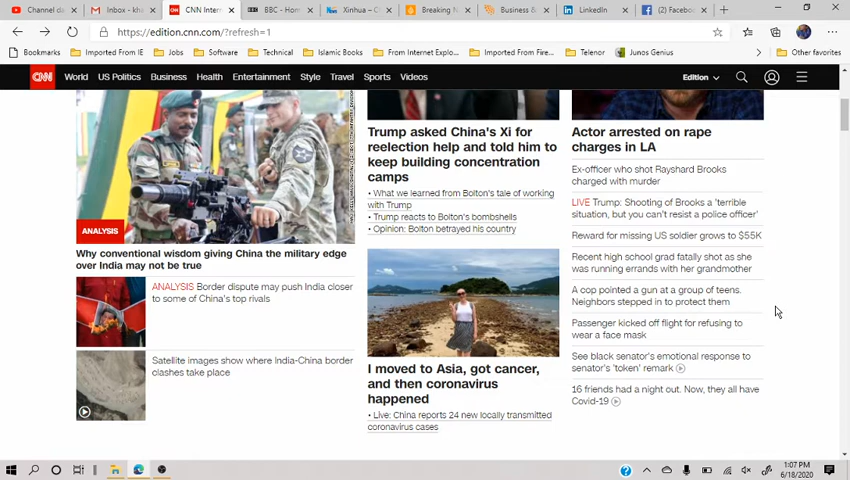 Channel da
Inbox - kha
CNN Intern
BBC - Hom
Xinhua – C
Breaking N
Business &
LinkedIn
(2) Facebo
https://edition.cnn.com/?refresh=1
Bookmarks
Imported From IE
Jobs
Software
Technical
Islamic Books
From Internet Explo...
Imported From Fire...
Telenor
Junos Genius
Other favorites
CNN
World
US Politics
Business
Health
Entertainment
Style
Travel
Sports
Videos
Edition
ANALYSIS
Why conventional wisdom giving China the military edge
over India may not be true
ANALYSIS Border dispute may push India closer
to some of China's top rivals
Satellite images show where India-China border
clashes take place
Trump asked China's Xi for
reelection help and told him to
keep building concentration
camps
• What we learned from Bolton's tale of working
with Trump
• Trump reacts to Bolton's bombshells
• Opinion: Bolton betrayed his country
I moved to Asia, got cancer,
and then coronavirus
happened
• Live: China reports 24 new locally transmitted
coronavirus cases
Actor arrested on rape
charges in LA
Ex-officer who shot Rayshard Brooks
charged with murder
LIVE Trump: Shooting of Brooks a 'terrible
situation, but you can't resist a police officer'
Reward for missing US soldier grows to $55K
Recent high school grad fatally shot as she
was running errands with her grandmother
A cop pointed a gun at a group of teens.
Neighbors stepped in to protect them
Passenger kicked off flight for refusing to
wear a face mask
See black senator's emotional response to
senator's 'token' remark
16 friends had a night out. Now, they all have
Covid-19
1:07 PM
6/18/2020